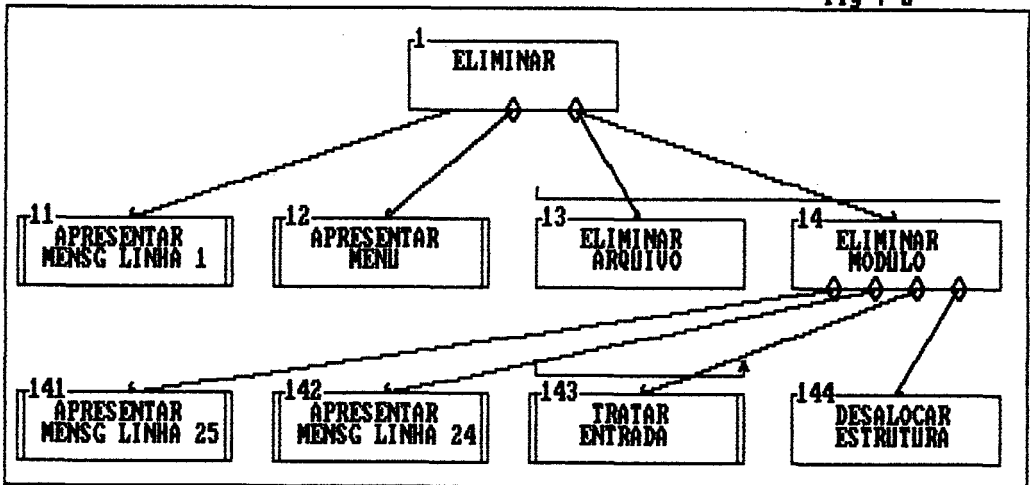 1
ELIMINAR
11
APRESENTAR
MENSG LINHA 1
12
APRESENTAR
MENU
13
ELIMINAR
ARQUIVO
14
ELIMINAR
MÓDULO
141
APRESENTAR
MENSG LINHA 25
142
APRESENTAR
MENSG LINHA 24
143
TRATAR
ENTRADA
144
DESALOCAR
ESTRUTURA